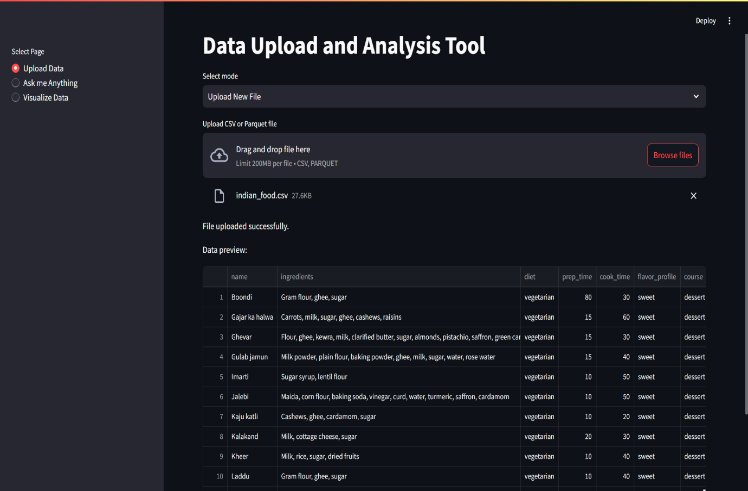 Deploy
Select Page
Upload Data
Ask me Anything
Visualize Data
Data Upload and Analysis Tool
Select mode
Upload New File
Upload CSV or Parquet file
Drag and drop file here
Limit 200MB per file • CSV, PARQUET
Browse files
indian_food.csv 27.6KB
File uploaded successfully.
Data preview:
name ingredients diet prep_time cook_time flavor_profile course
1 Boondi Gram flour, ghee, sugar vegetarian 80 30 sweet dessert
2 Gajar ka halwa Carrots, milk, sugar, ghee, cashews, raisins vegetarian 15 60 sweet dessert
3 Ghevar Flour, ghee, kewra, milk, clarified butter, sugar, almonds, pistachio, saffron, green car vegetarian 15 30 sweet dessert
4 Gulab jamun Milk powder, plain flour, baking powder, ghee, milk, sugar, water, rose water vegetarian 15 40 sweet dessert
5 Imarti Sugar syrup, lentil flour vegetarian 10 50 sweet dessert
6 Jalebi Maida, corn flour, baking soda, vinegar, curd, water, turmeric, saffron, cardamom vegetarian 10 50 sweet dessert
7 Kaju katli Cashews, ghee, cardamom, sugar vegetarian 10 20 sweet dessert
8 Kalakand Milk, cottage cheese, sugar vegetarian 20 30 sweet dessert
9 Kheer Milk, rice, sugar, dried fruits vegetarian 10 40 sweet dessert
10 Laddu Gram flour, ghee, sugar vegetarian 10 40 sweet dessert